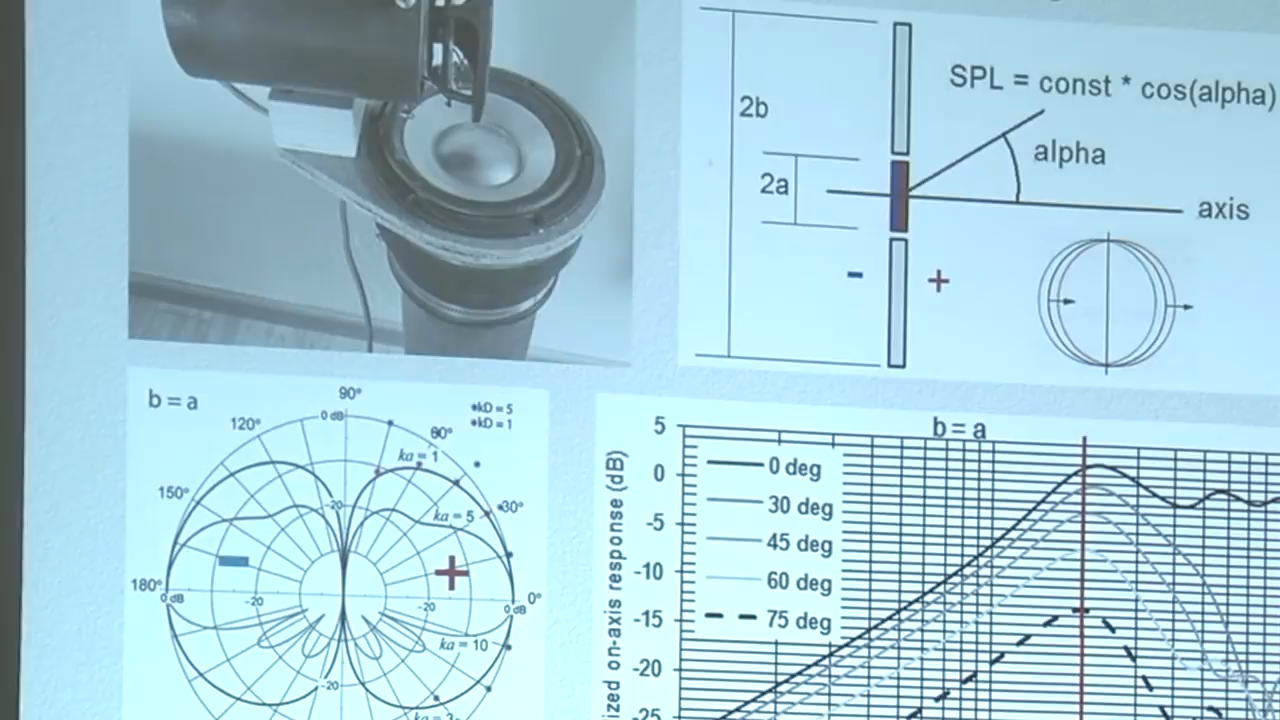 SPL = const * cos(alpha)
2b
alpha
2a
axis
- +
b = a
90°
kD = 5
kD = 1
0 dB
120°
60°
ka = 1
150°
-20
30°
ka = 5
- +
180°
0°
0 dB
-20
-20
0 dB
ka = 10
-20
b = a
5
0
-5
-10
-15
-20
-25
ized on-axis response (dB)
0 deg
30 deg
45 deg
60 deg
75 deg